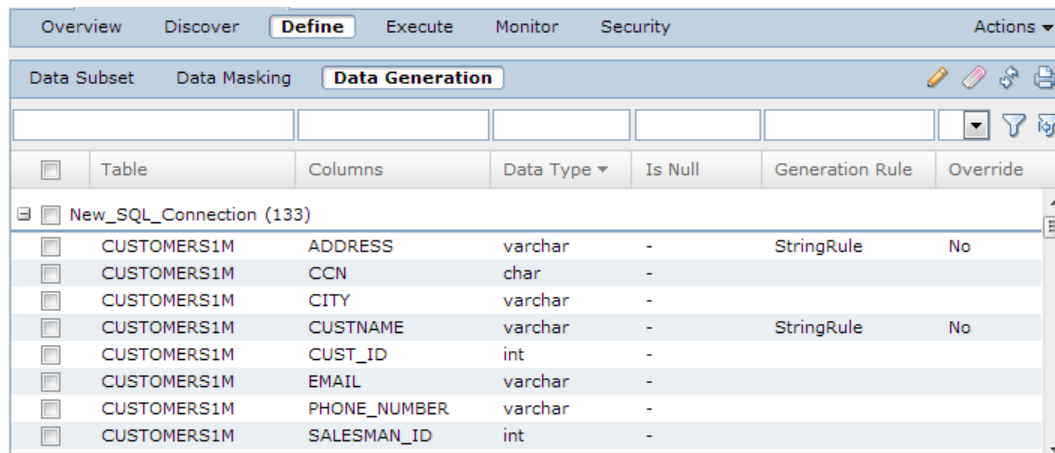 Overview Discover Define Execute Monitor Security Actions
Data Subset Data Masking Data Generation
Table Columns Data Type Is Null Generation Rule Override
New_SQL_Connection (133)
CUSTOMERS1M ADDRESS varchar - StringRule No
CUSTOMERS1M CCN char -
CUSTOMERS1M CITY varchar -
CUSTOMERS1M CUSTNAME varchar - StringRule No
CUSTOMERS1M CUST_ID int -
CUSTOMERS1M EMAIL varchar -
CUSTOMERS1M PHONE_NUMBER varchar -
CUSTOMERS1M SALESMAN_ID int -